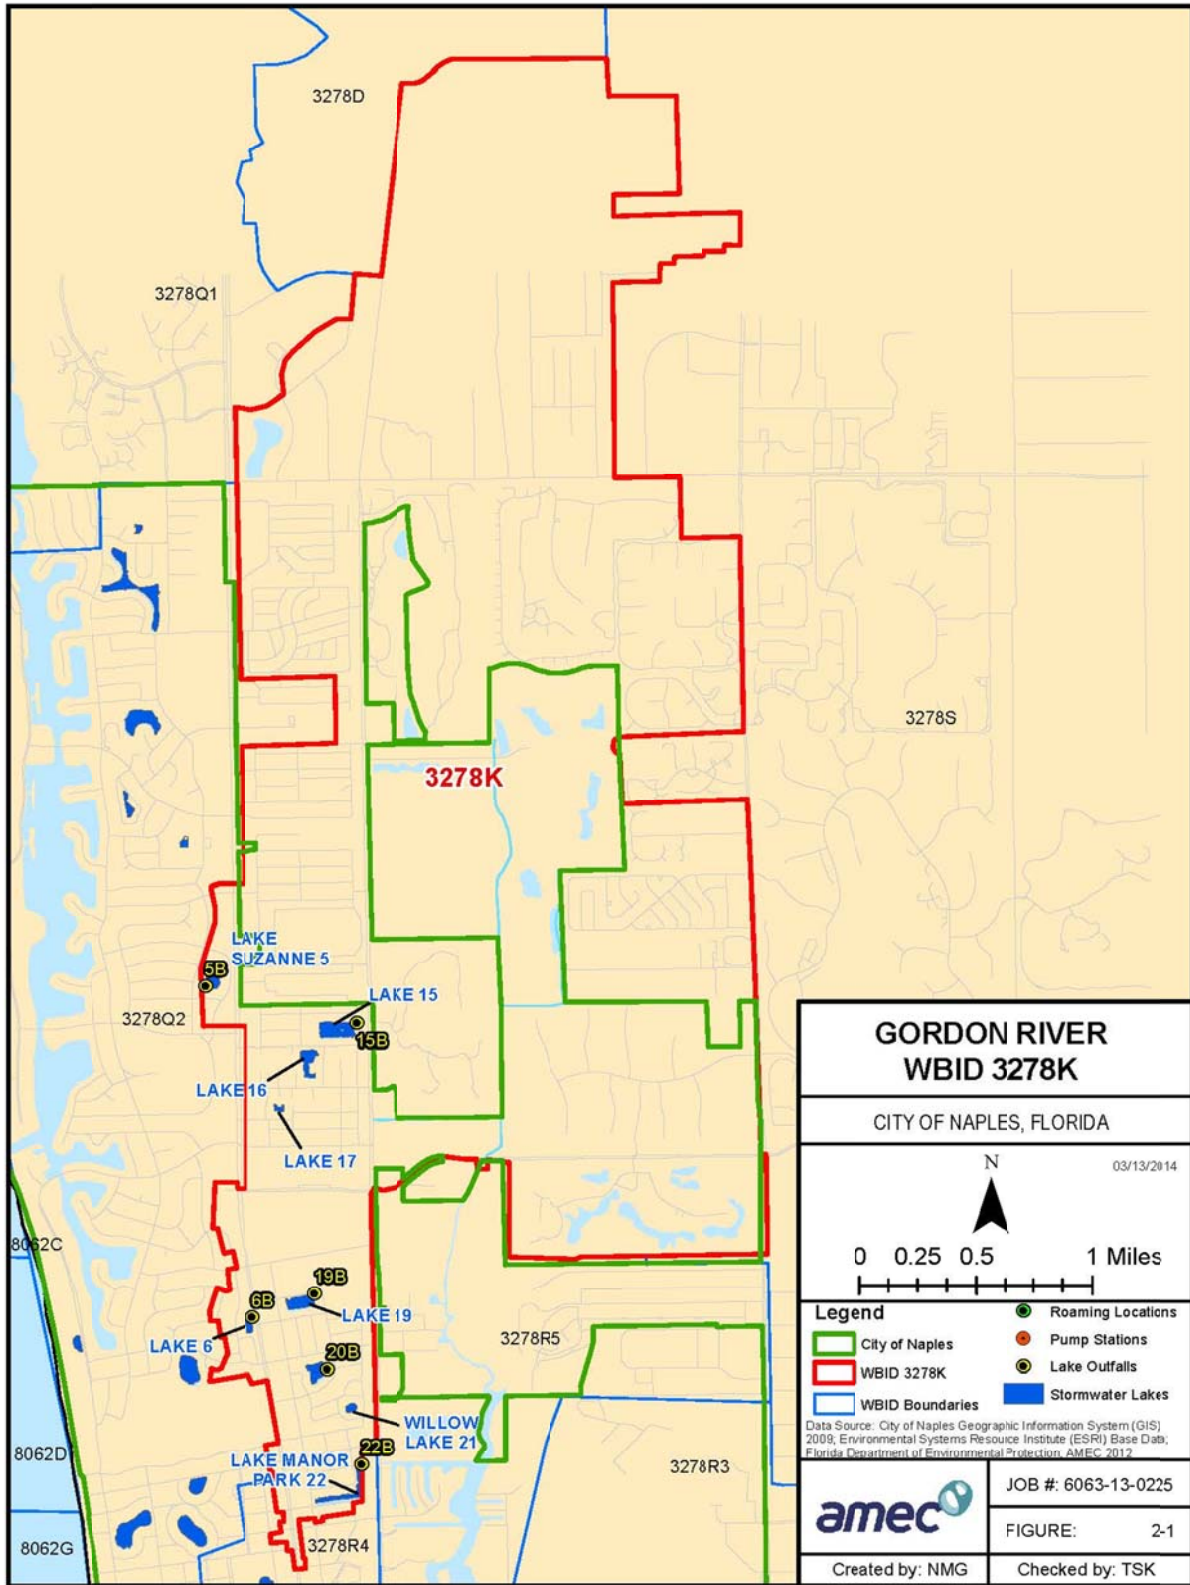 3278D
3278Q1
3278S
3278K
LAKE
SUZANNE 5
5B
LAKE 15
3278Q2
15B
LAKE 16
LAKE 17
8062C
19B
6B
LAKE 19
LAKE 6
3278R5
20B
WILLOW
LAKE 21
22B
LAKE MANOR
PARK 22
8062D
3278R3
8062G
3278R4
GORDON RIVER
WBID 3278K
CITY OF NAPLES, FLORIDA
N
03/13/2014
0 0.25 0.5 1 Miles
Legend
City of Naples
WBID 3278K
WBID Boundaries
Roaming Locations
Pump Stations
Lake Outfalls
Stormwater Lakes
Data Source: City of Naples Geographic Information System (GIS)
2009; Environmental Systems Resource Institute (ESRI) Base Data;
Florida Department of Environmental Protection, AMEC 2012
amec
JOB #: 6063-13-0225
FIGURE: 2-1
Created by: NMG
Checked by: TSK